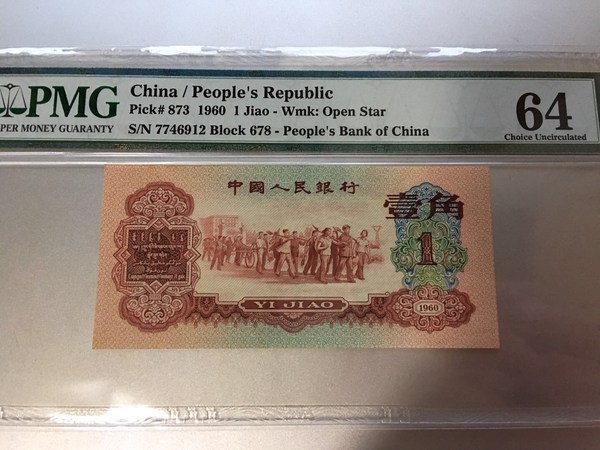 PMG
PER MONEY GUARANTY
China / People's Republic
Pick# 873 1960 1 Jiao - Wmk: Open Star
S/N 7746912 Block 678 - People's Bank of China
64
Choice Uncirculated
中國人民銀行
壹角
1
YI JIAO
1960